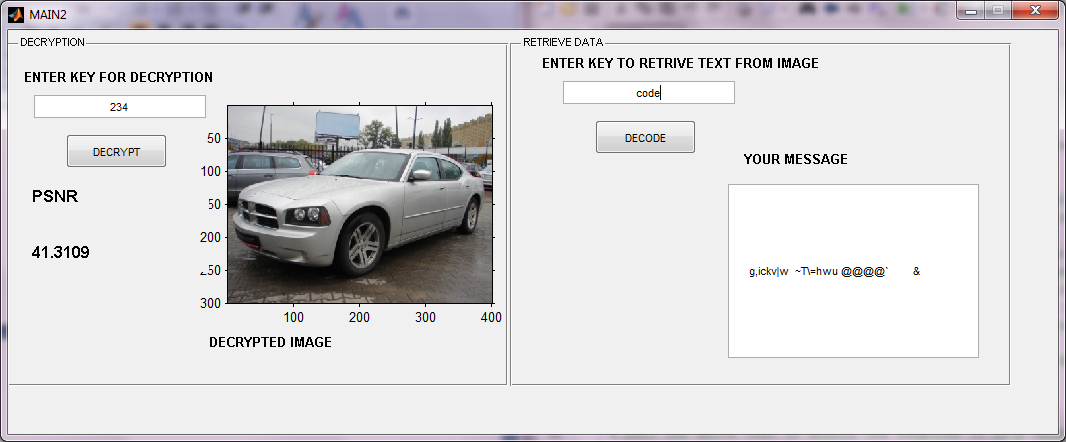 MAIN2
DECRYPTION
ENTER KEY FOR DECRYPTION
234
DECRYPT
PSNR
41.3109
50
100
50
200
250
300
100 200 300 400
DECRYPTED IMAGE
RETRIEVE DATA
ENTER KEY TO RETRIVE TEXT FROM IMAGE
code
DECODE
YOUR MESSAGE
g,ickv|w ~T\=hwu @@@@` &